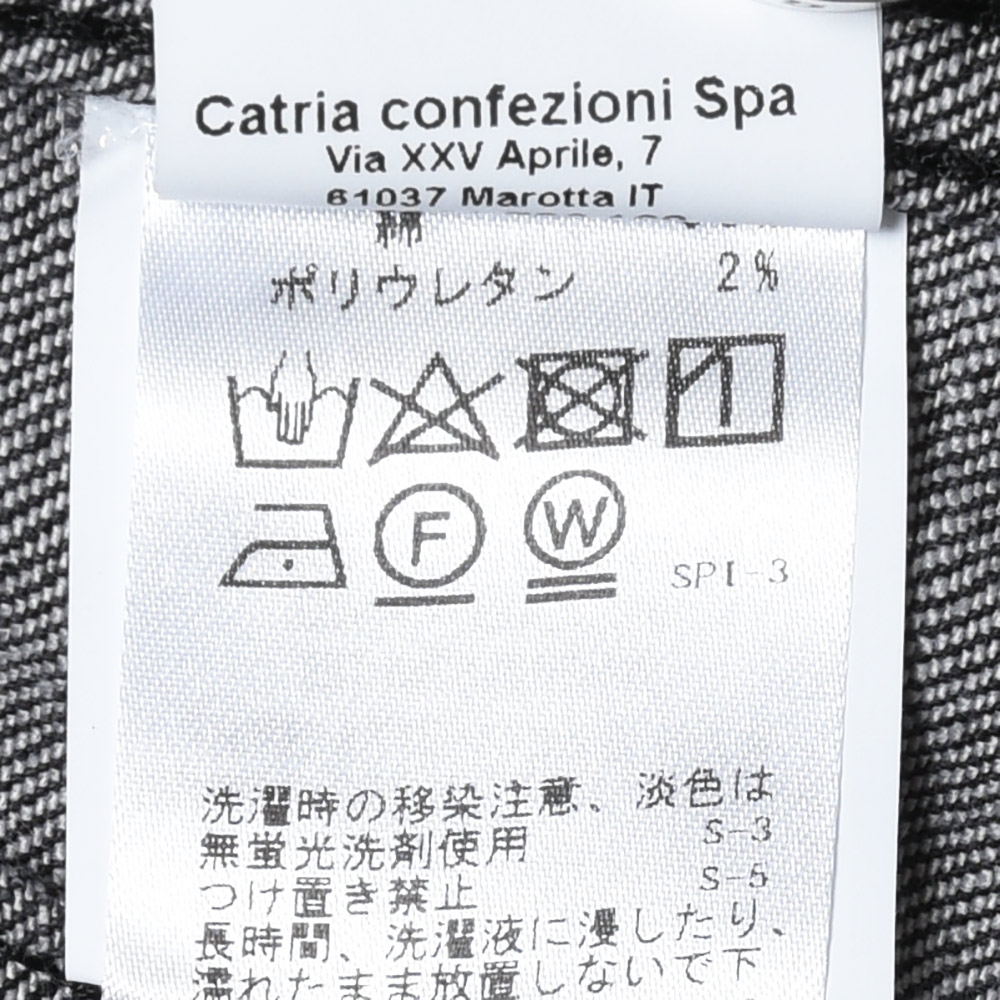 Catria confezioni Spa
Via XXV Aprile, 7
61037 Marotta IT
綿
ポリウレタン 2%
F W SPI-3
洗濯時の移染注意、淡色は
S-3
無蛍光洗剤使用
S-5
つけ置き禁止
長時間、洗濯液に浸したり、
濡れたまま放置しないで下